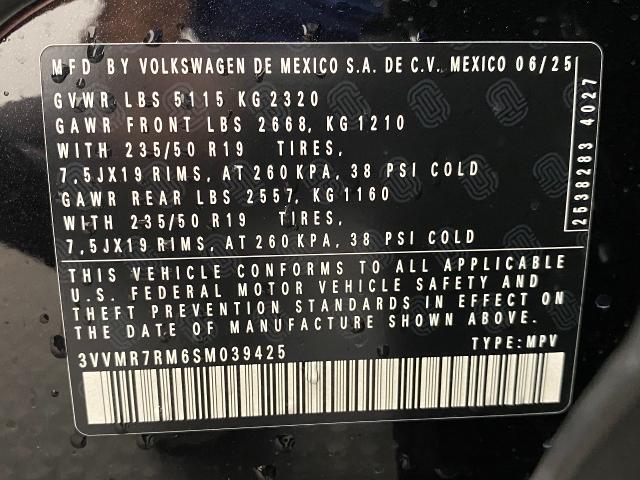 MFD BY VOLKSWAGEN DE MEXICO S.A. DE C.V. MEXICO 06/25
GVWR LBS 5115 KG 2320
GAWR FRONT LBS 2668, KG 1210
WITH 235/50 R19 TIRES,
7,5JX19 RIMS, AT 260 KPA, 38 PSI COLD
GAWR REAR LBS 2557, KG 1160
WITH 235/50 R19 TIRES,
7,5JX19 RIMS, AT 260 KPA, 38 PSI COLD
2538283 4027
THIS VEHICLE CONFORMS TO ALL APPLICABLE
U.S. FEDERAL MOTOR VEHICLE SAFETY AND
THEFT PREVENTION STANDARDS IN EFFECT ON
THE DATE OF MANUFACTURE SHOWN ABOVE.
3VVMR7RM6SM039425 TYPE: MPV